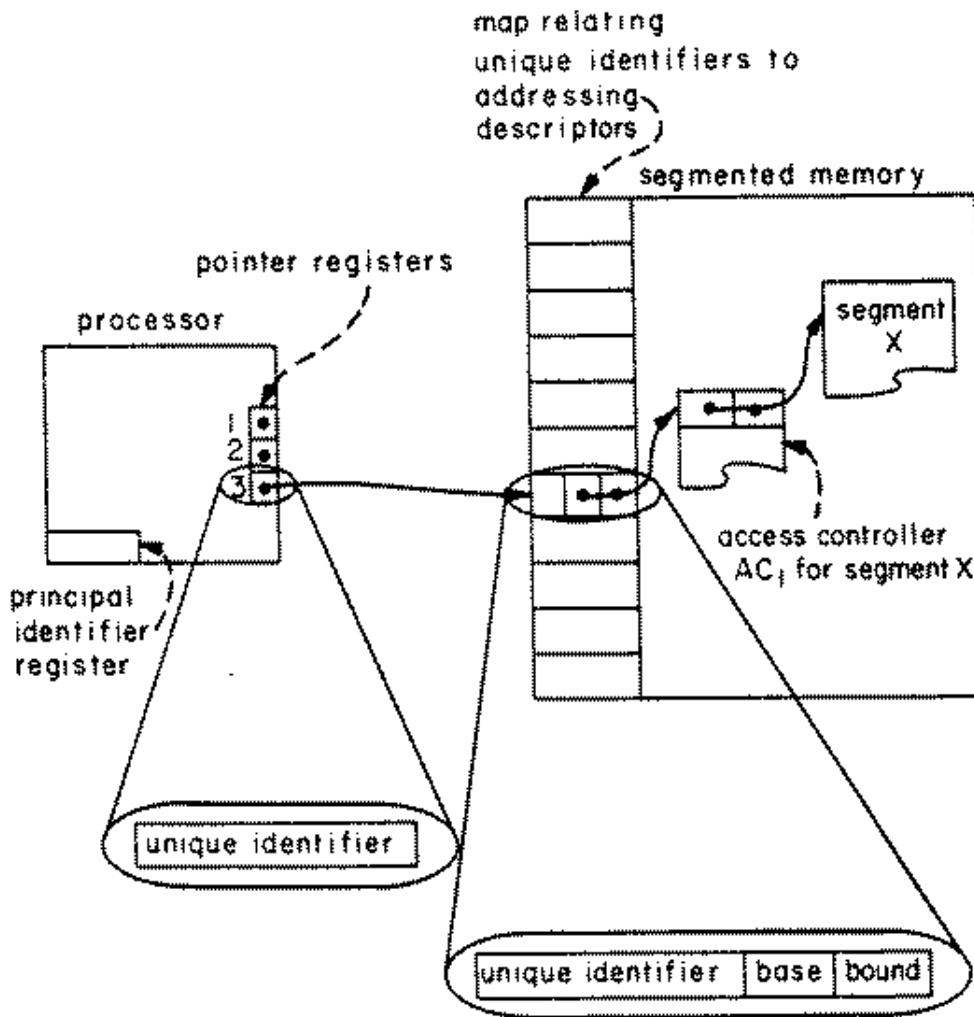 map relating
unique identifiers to
addressing
descriptors
segmented memory
pointer registers
processor
segment
X
1
2
3
access controller
AC₁ for segment X
principal
identifier
register
unique identifier
unique identifier base bound